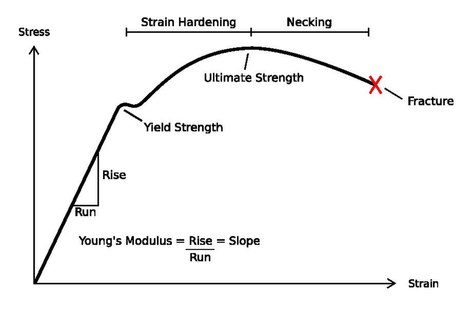 Strain Hardening
Necking
Stress
Ultimate Strength
Fracture
Yield Strength
Rise
Run
Young's Modulus = Rise = Slope
Run
Strain